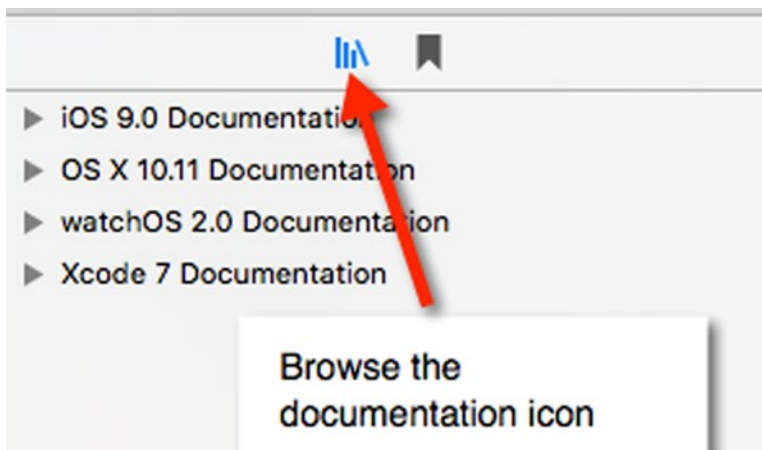 iOS 9.0 Documentation
OS X 10.11 Documentation
watchOS 2.0 Documentation
Xcode 7 Documentation
Browse the
documentation icon